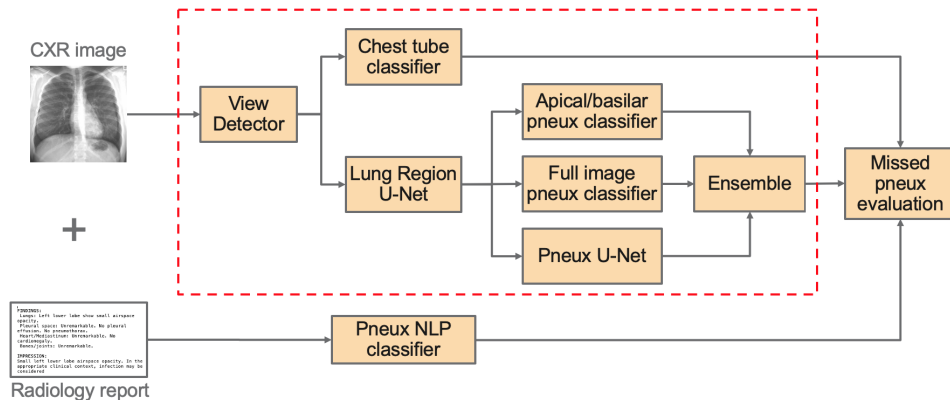 CXR image
View
Detector
Chest tube
classifier
Lung Region
U-Net
Apical/basilar
pneux classifier
Full image
pneux classifier
Pneux U-Net
Ensemble
Missed
pneux
evaluation
+
FINDINGS:
Lungs: Left lower lobe show small airspace
opacity.
Pleural space: Unremarkable. No pleural
effusion. No pneumothorax.
Heart/Mediastinum: Unremarkable. No
cardiomegaly.
Bones/joints: Unremarkable.
IMPRESSION:
Small left lower lobe airspace opacity. In the
appropriate clinical context, infection may be
considered
Radiology report
Pneux NLP
classifier